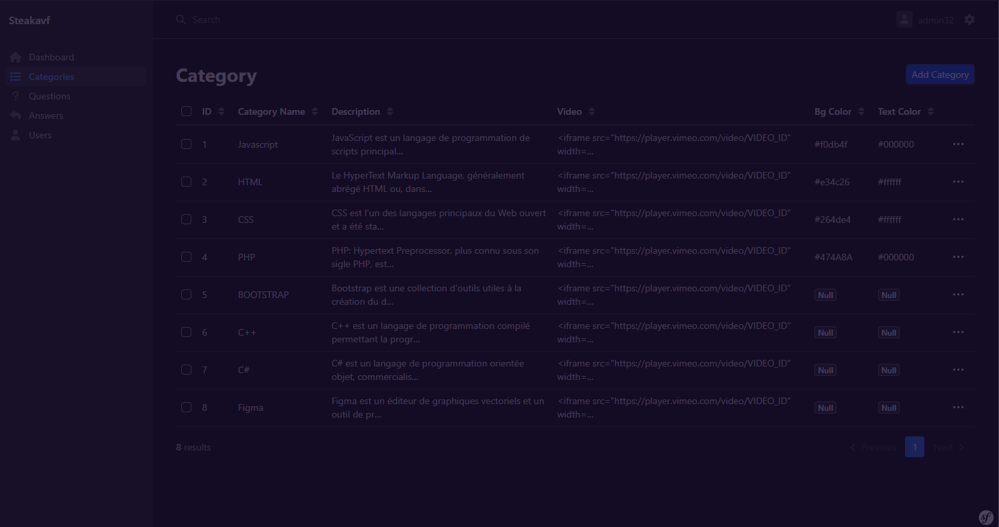 Steakavf
Search
admin32
Dashboard
Categories
Questions
Answers
Users
Category
Add Category
ID Category Name Description Video Bg Color Text Color
1 Javascript JavaScript est un langage de programmation de scripts principal... <iframe src="https://player.vimeo.com/video/VIDEO_ID" width=... #f0db4f #000000
2 HTML Le HyperText Markup Language, généralement abrégé HTML ou, dans... <iframe src="https://player.vimeo.com/video/VIDEO_ID" width=... #e34c26 #ffffff
3 CSS CSS est l'un des langages principaux du Web ouvert et a été sta... <iframe src="https://player.vimeo.com/video/VIDEO_ID" width=... #264de4 #ffffff
4 PHP PHP: Hypertext Preprocessor, plus connu sous son sigle PHP, est... <iframe src="https://player.vimeo.com/video/VIDEO_ID" width=... #474A8A #000000
5 BOOTSTRAP Bootstrap est une collection d'outils utiles à la création du d... <iframe src="https://player.vimeo.com/video/VIDEO_ID" width=... Null Null
6 C++ C++ est un langage de programmation compilé permettant la progr... <iframe src="https://player.vimeo.com/video/VIDEO_ID" width=... Null Null
7 C# C# est un langage de programmation orientée objet, commercialis... <iframe src="https://player.vimeo.com/video/VIDEO_ID" width=... Null Null
8 Figma Figma est un éditeur de graphiques vectoriels et un outil de pr... <iframe src="https://player.vimeo.com/video/VIDEO_ID" width=... Null Null
8 results
Previous 1 Next
sf